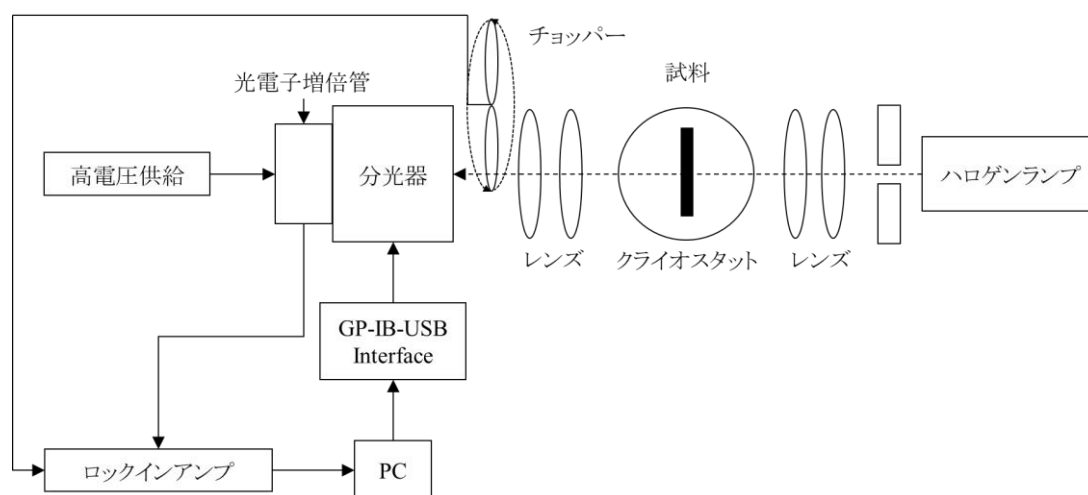 チョッパー
試料
光電子増倍管
高電圧供給
分光器
ハロゲンランプ
レンズ
クライオスタット
レンズ
GP-IB-USB
Interface
ロックインアンプ
PC